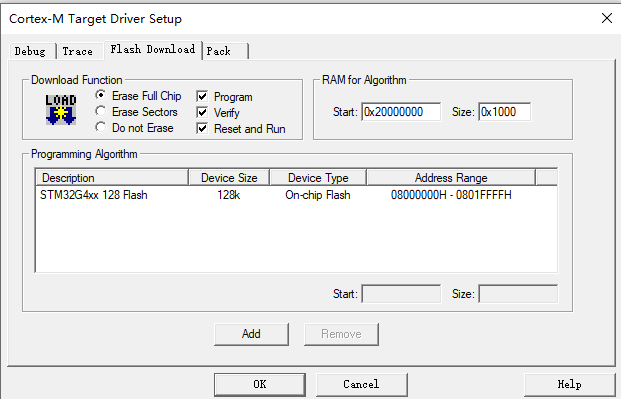 Cortex-M Target Driver Setup
Debug Trace Flash Download Pack
Download Function
LOAD
Erase Full Chip Program
Erase Sectors Verify
Do not Erase Reset and Run
RAM for Algorithm
Start: 0x20000000 Size: 0x1000
Programming Algorithm
Description Device Size Device Type Address Range
STM32G4xx 128 Flash 128k On-chip Flash 08000000H - 0801FFFFH
Start: Size:
Add Remove
OK Cancel Help